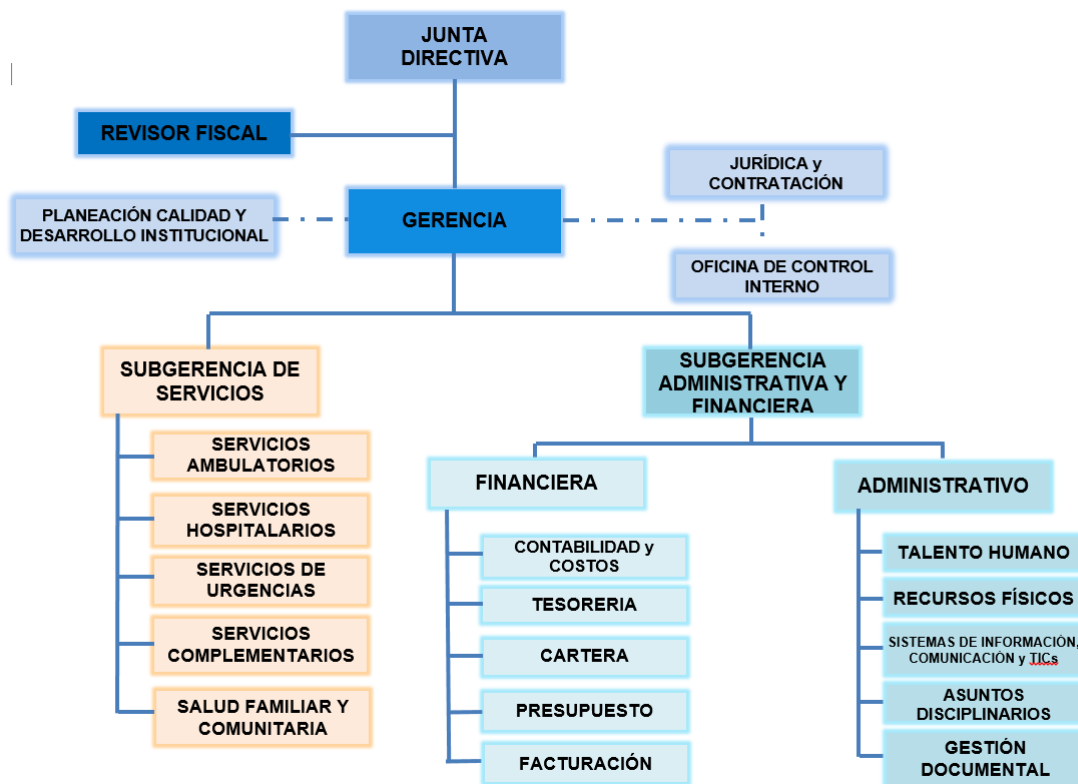 JUNTA
DIRECTIVA
REVISOR FISCAL
JURÍDICA y
CONTRATACIÓN
PLANEACIÓN CALIDAD Y
DESARROLLO INSTITUCIONAL
GERENCIA
OFICINA DE CONTROL
INTERNO
SUBGERENCIA DE
SERVICIOS
SUBGERENCIA
ADMINISTRATIVA Y
FINANCIERA
SERVICIOS
AMBULATORIOS
SERVICIOS
HOSPITALARIOS
SERVICIOS DE
URGENCIAS
SERVICIOS
COMPLEMENTARIOS
SALUD FAMILIAR Y
COMUNITARIA
FINANCIERA
CONTABILIDAD y
COSTOS
TESORERIA
CARTERA
PRESUPUESTO
FACTURACIÓN
ADMINISTRATIVO
TALENTO HUMANO
RECURSOS FÍSICOS
SISTEMAS DE INFORMACIÓN,
COMUNICACIÓN y TICs
ASUNTOS
DISCIPLINARIOS
GESTIÓN
DOCUMENTAL